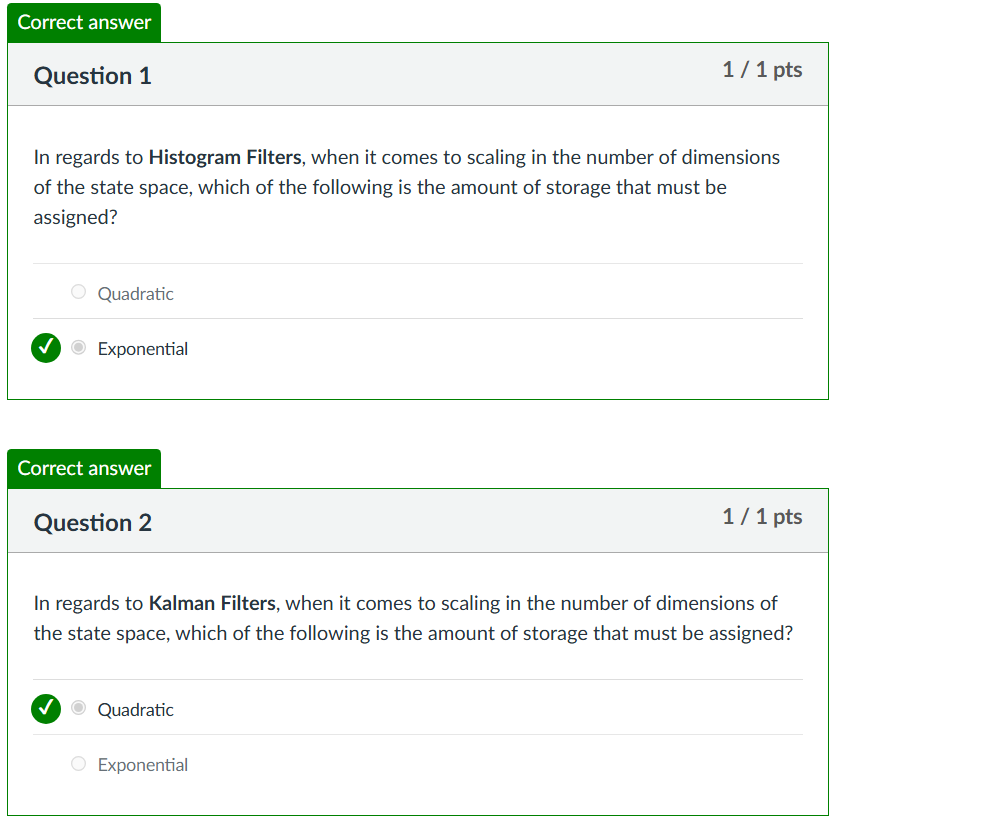 Correct answer
Question 1
1 / 1 pts
In regards to Histogram Filters, when it comes to scaling in the number of dimensions
of the state space, which of the following is the amount of storage that must be
assigned?
Quadratic
Exponential
Correct answer
Question 2
1 / 1 pts
In regards to Kalman Filters, when it comes to scaling in the number of dimensions of
the state space, which of the following is the amount of storage that must be assigned?
Quadratic
Exponential